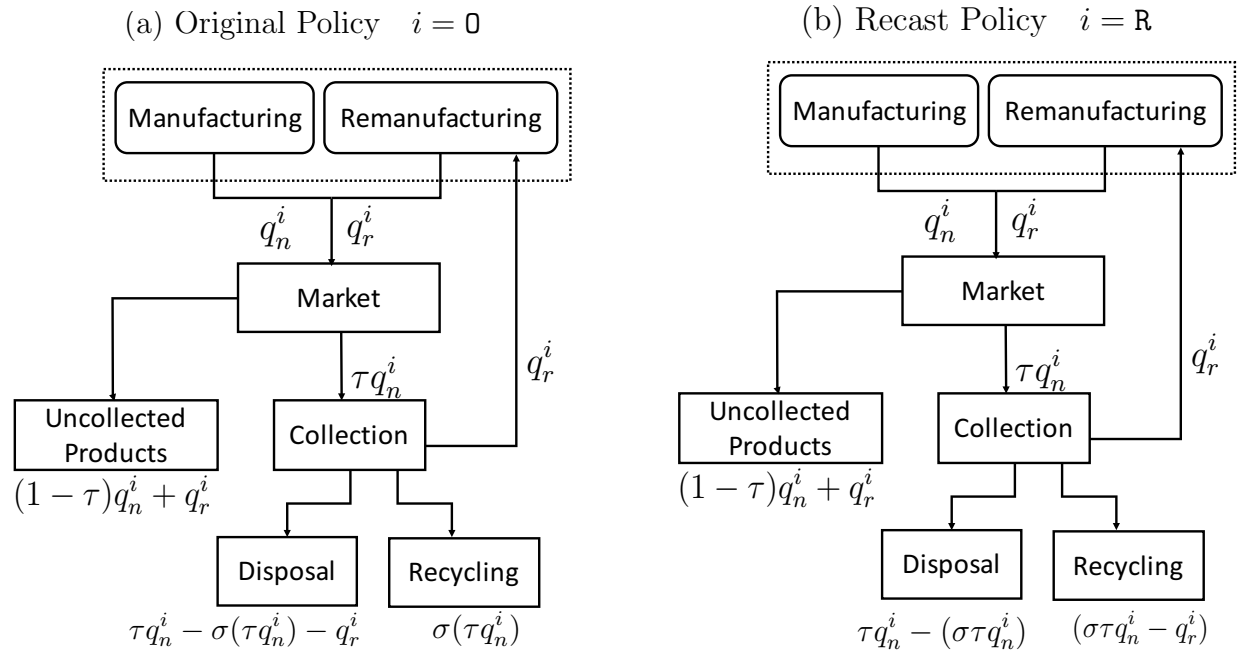 (a) Original Policy i = O
Manufacturing
Remanufacturing
q_n^i
q_r^i
Market
τq_n^i
q_r^i
Uncollected
Products
(1 − τ)q_n^i + q_r^i
Collection
Disposal
Recycling
τq_n^i − σ(τq_n^i) − q_r^i
σ(τq_n^i)
(b) Recast Policy i = R
Manufacturing
Remanufacturing
q_n^i
q_r^i
Market
τq_n^i
q_r^i
Uncollected
Products
(1 − τ)q_n^i + q_r^i
Collection
Disposal
Recycling
τq_n^i − (στq_n^i)
(στq_n^i − q_r^i)